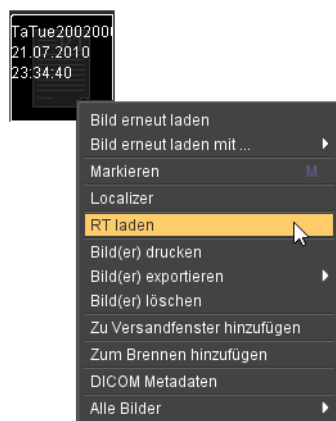 TaTue200200
21.07.2010
23:34:40
Bild erneut laden
Bild erneut laden mit ...
Markieren M
Localizer
RT laden
Bild(er) drucken
Bild(er) exportieren
Bild(er) löschen
Zu Versandfenster hinzufügen
Zum Brennen hinzufügen
DICOM Metadaten
Alle Bilder